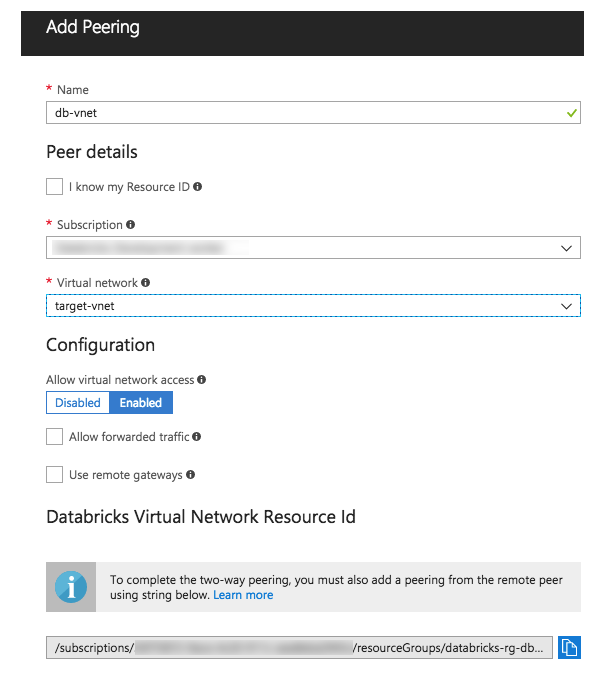 Add Peering
* Name
db-vnet
Peer details
I know my Resource ID
* Subscription
* Virtual network
target-vnet
Configuration
Allow virtual network access
Disabled Enabled
Allow forwarded traffic
Use remote gateways
Databricks Virtual Network Resource Id
To complete the two-way peering, you must also add a peering from the remote peer
using string below. Learn more
/subscriptions/ /resourceGroups/databricks-rg-db...